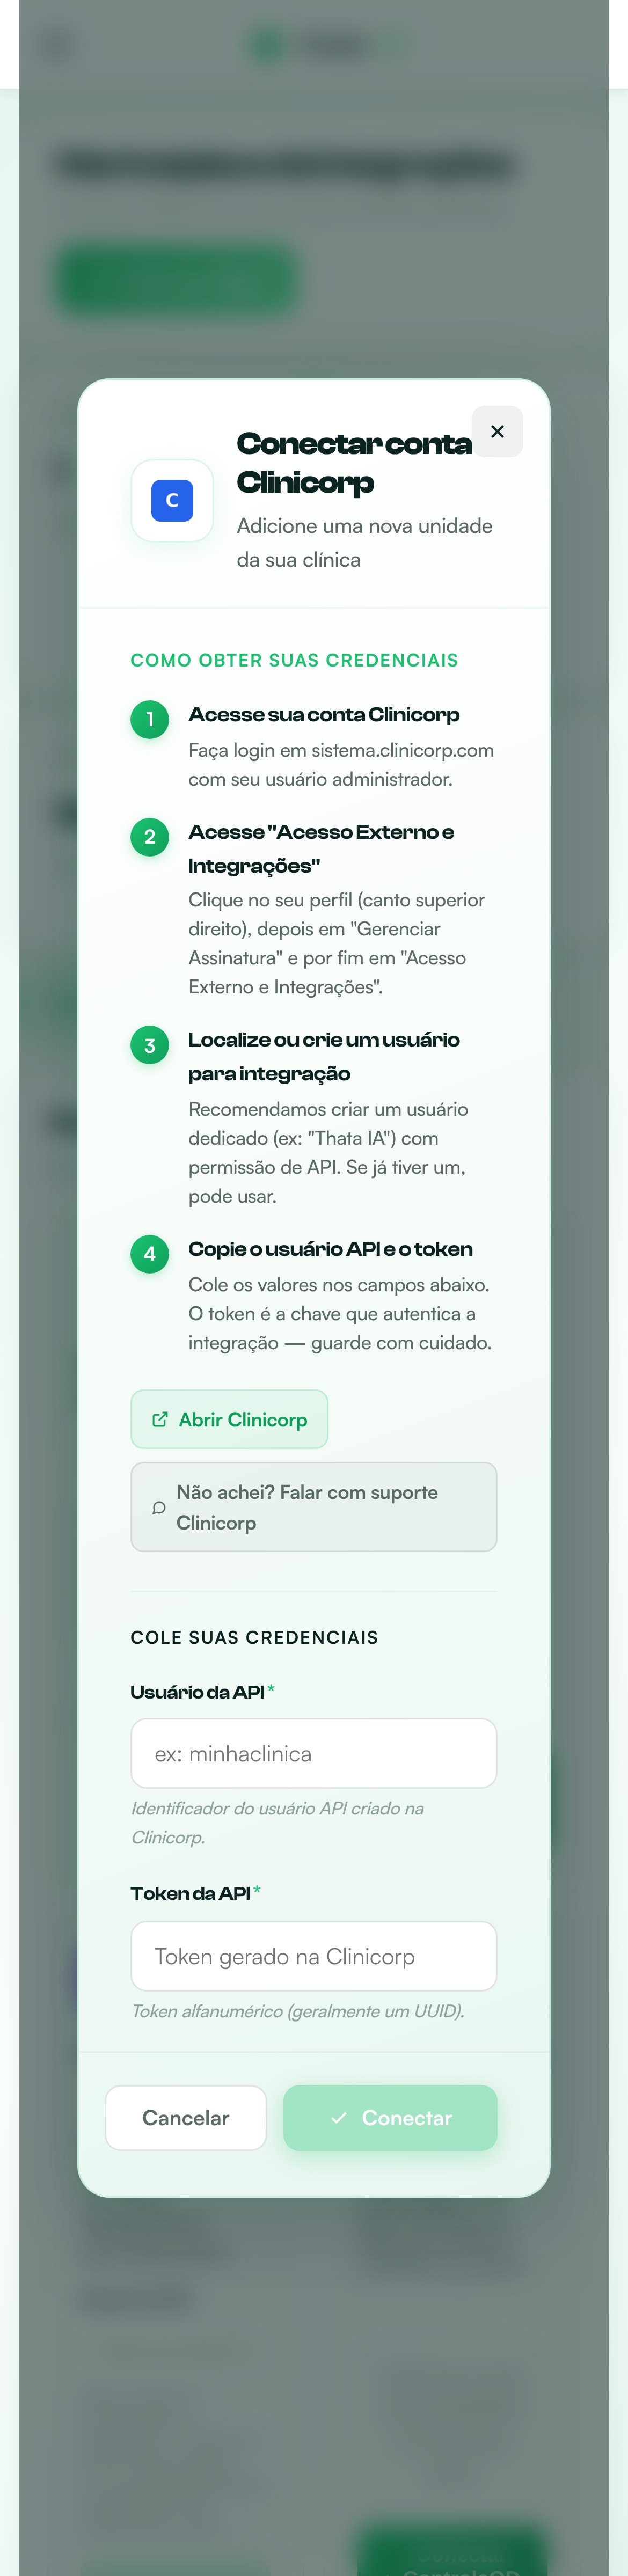 Conectar conta
Clinicorp
C
Adicione uma nova unidade
da sua clínica
COMO OBTER SUAS CREDENCIAIS
1
Acesse sua conta Clinicorp
Faça login em sistema.clinicorp.com
com seu usuário administrador.
2
Acesse "Acesso Externo e
Integrações"
Clique no seu perfil (canto superior
direito), depois em "Gerenciar
Assinatura" e por fim em "Acesso
Externo e Integrações".
3
Localize ou crie um usuário
para integração
Recomendamos criar um usuário
dedicado (ex: "Thata IA") com
permissão de API. Se já tiver um,
pode usar.
4
Copie o usuário API e o token
Cole os valores nos campos abaixo.
O token é a chave que autentica a
integração — guarde com cuidado.
Abrir Clinicorp
Não achei? Falar com suporte
Clinicorp
COLE SUAS CREDENCIAIS
Usuário da API *
ex: minhaclinica
Identificador do usuário API criado na
Clinicorp.
Token da API *
Token gerado na Clinicorp
Token alfanumérico (geralmente um UUID).
Cancelar
Conectar